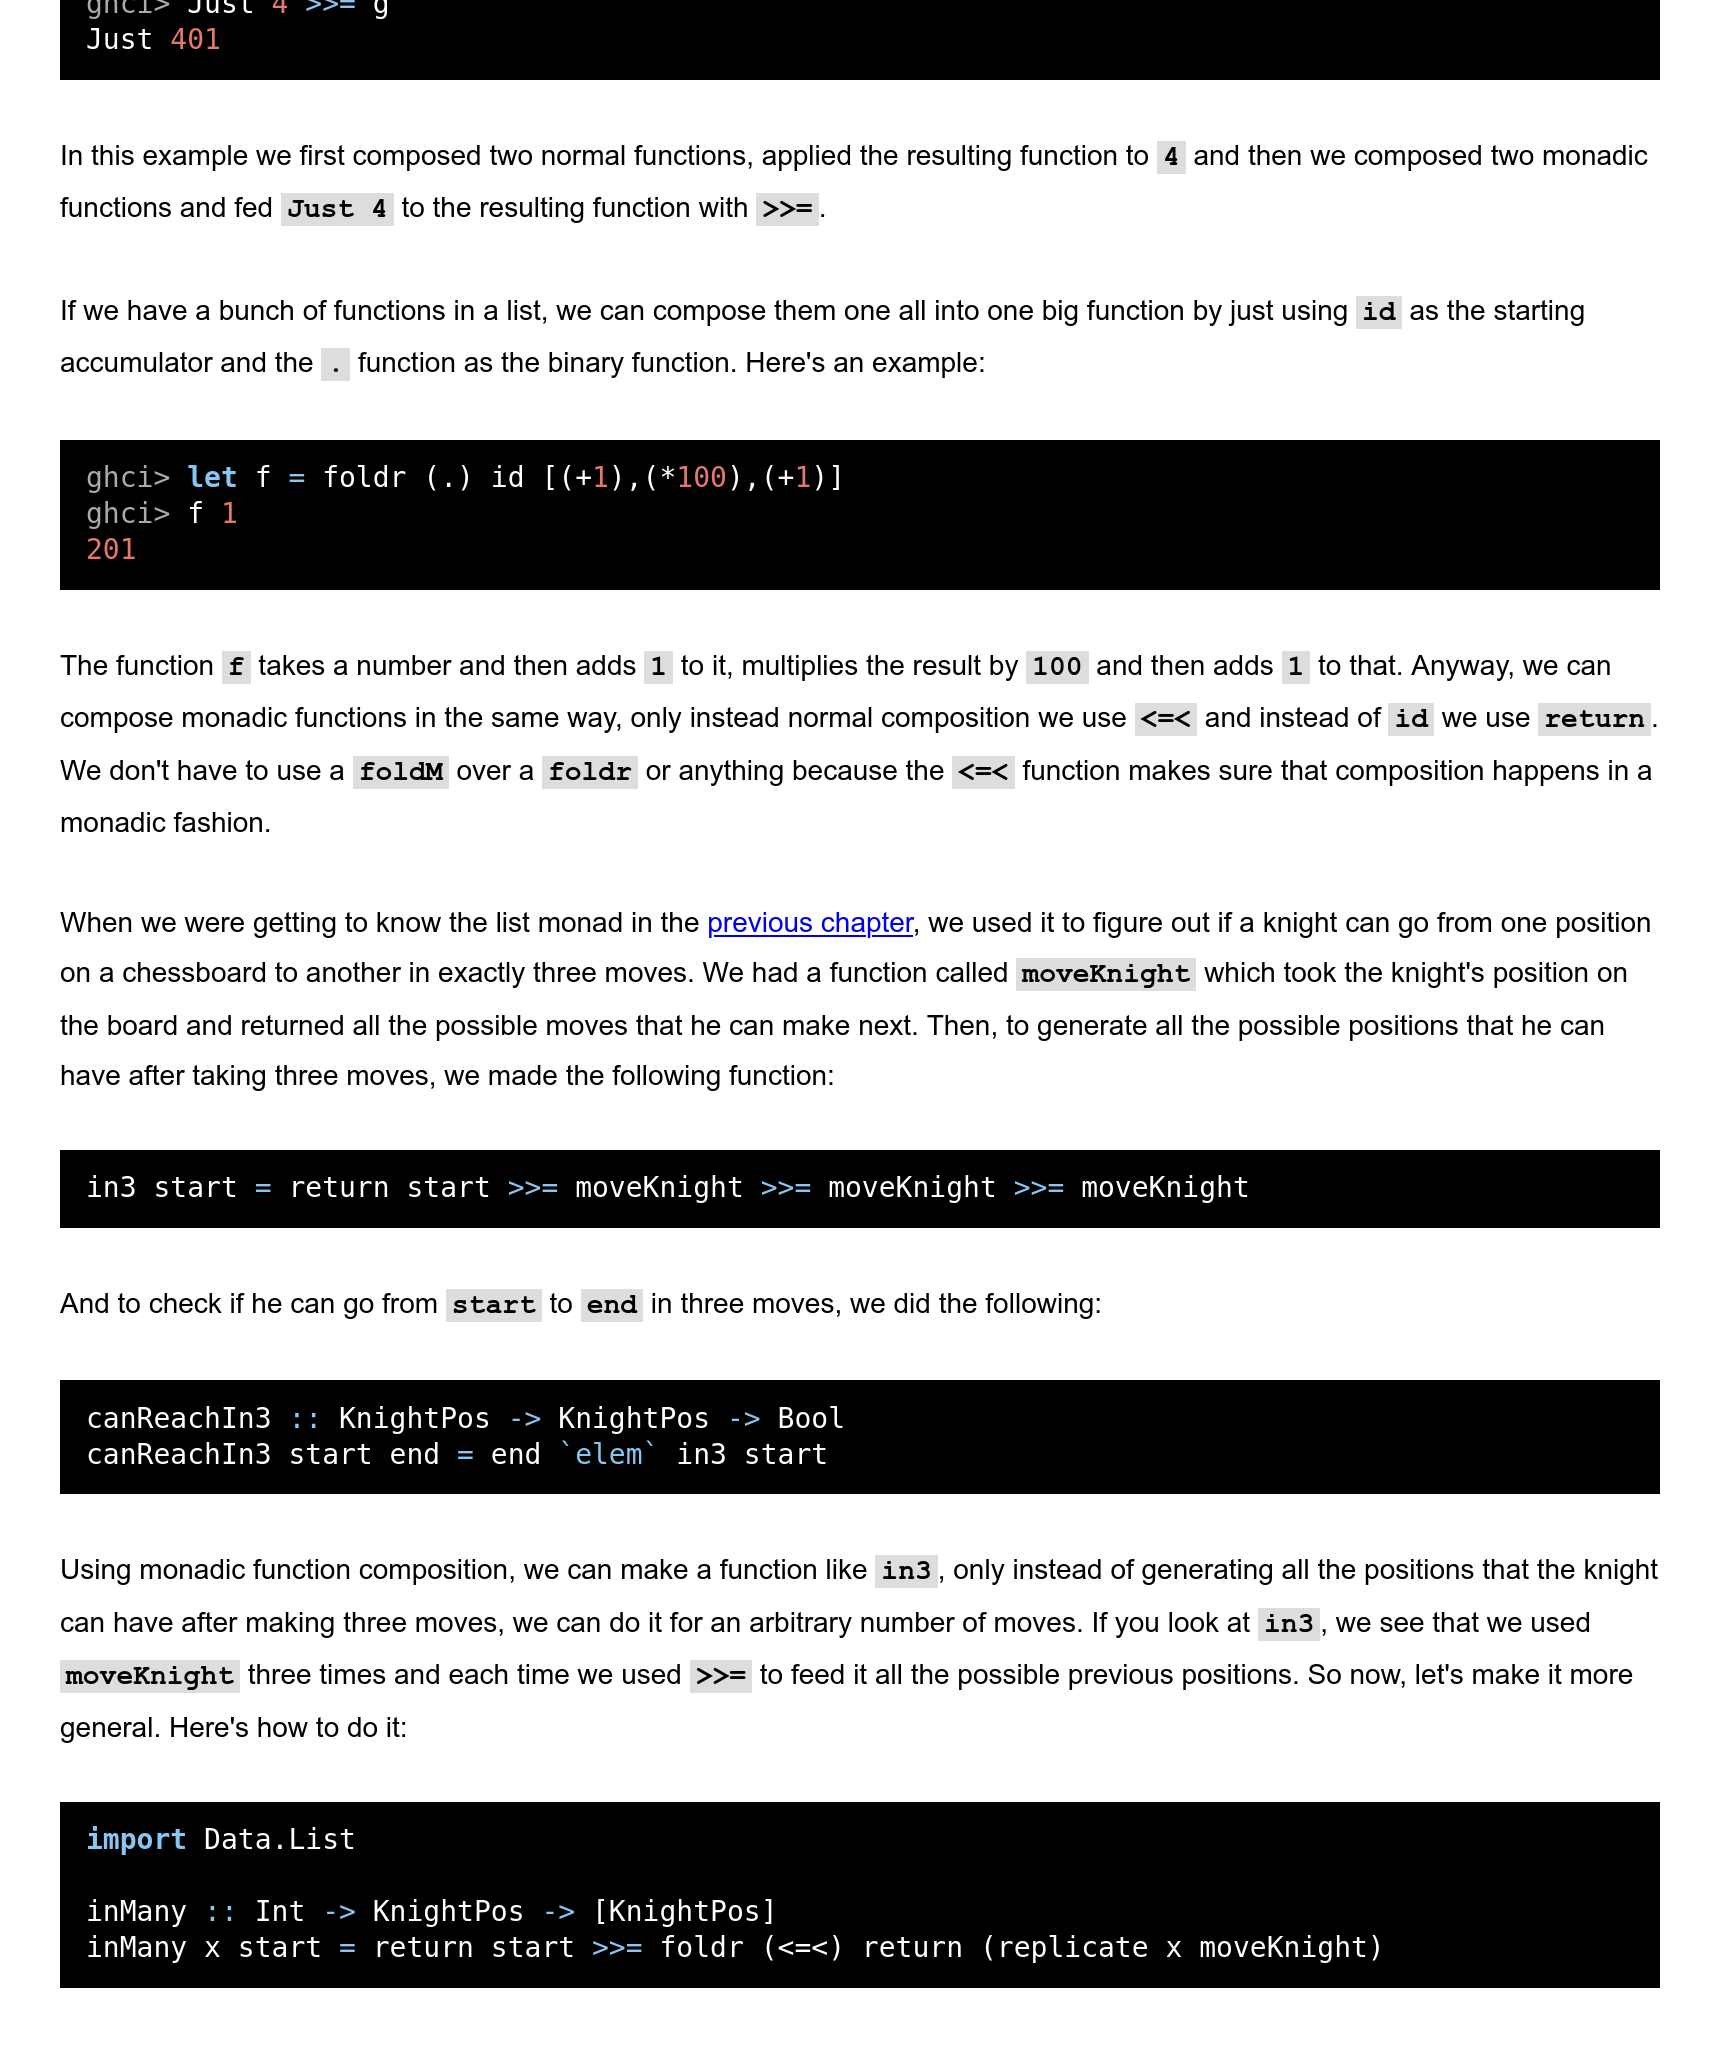 ghci> Just 4 >>= g
Just 401
In this example we first composed two normal functions, applied the resulting function to 4 and then we composed two monadic
functions and fed Just 4 to the resulting function with >>=.
If we have a bunch of functions in a list, we can compose them one all into one big function by just using id as the starting
accumulator and the . function as the binary function. Here's an example:
ghci> let f = foldr (.) id [(+1),(*100),(+1)]
ghci> f 1
201
The function f takes a number and then adds 1 to it, multiplies the result by 100 and then adds 1 to that. Anyway, we can
compose monadic functions in the same way, only instead normal composition we use <=< and instead of id we use return.
We don't have to use a foldM over a foldr or anything because the <=< function makes sure that composition happens in a
monadic fashion.
When we were getting to know the list monad in the previous chapter, we used it to figure out if a knight can go from one position
on a chessboard to another in exactly three moves. We had a function called moveKnight which took the knight's position on
the board and returned all the possible moves that he can make next. Then, to generate all the possible positions that he can
have after taking three moves, we made the following function:
in3 start = return start >>= moveKnight >>= moveKnight >>= moveKnight
And to check if he can go from start to end in three moves, we did the following:
canReachIn3 :: KnightPos -> KnightPos -> Bool
canReachIn3 start end = end `elem` in3 start
Using monadic function composition, we can make a function like in3, only instead of generating all the positions that the knight
can have after making three moves, we can do it for an arbitrary number of moves. If you look at in3, we see that we used
moveKnight three times and each time we used >>= to feed it all the possible previous positions. So now, let's make it more
general. Here's how to do it:
import Data.List
inMany :: Int -> KnightPos -> [KnightPos]
inMany x start = return start >>= foldr (<=<) return (replicate x moveKnight)